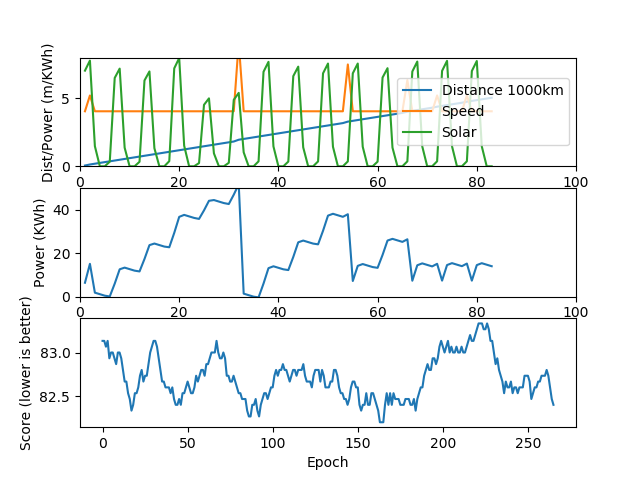 Dist/Power (m/KWh)
5
0
0 20 40 60 80 100
Distance 1000km
Speed
Solar
Power (KWh)
40
20
0
0 20 40 60 80 100
Score (lower is better)
83.0
82.5
0 50 100 150 200 250
Epoch